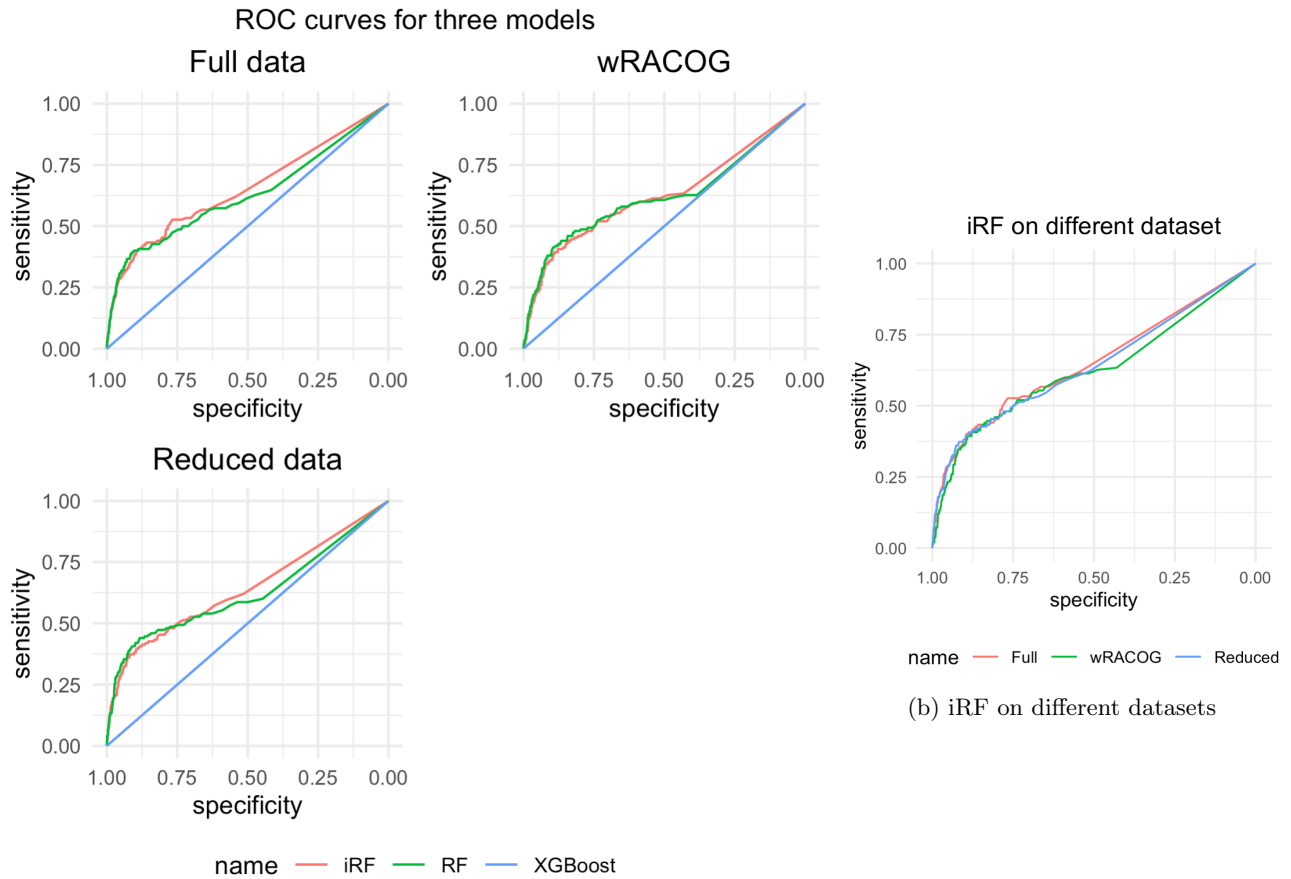 ROC curves for three models
Full data
1.00
0.75
0.50
0.25
0.00
sensitivity
1.00 0.75 0.50 0.25 0.00
specificity
wRACOG
1.00
0.75
0.50
0.25
0.00
sensitivity
1.00 0.75 0.50 0.25 0.00
specificity
Reduced data
1.00
0.75
0.50
0.25
0.00
sensitivity
1.00 0.75 0.50 0.25 0.00
specificity
name iRF RF XGBoost
iRF on different dataset
1.00
0.75
0.50
0.25
0.00
sensitivity
1.00 0.75 0.50 0.25 0.00
specificity
name Full wRACOG Reduced
(b) iRF on different datasets